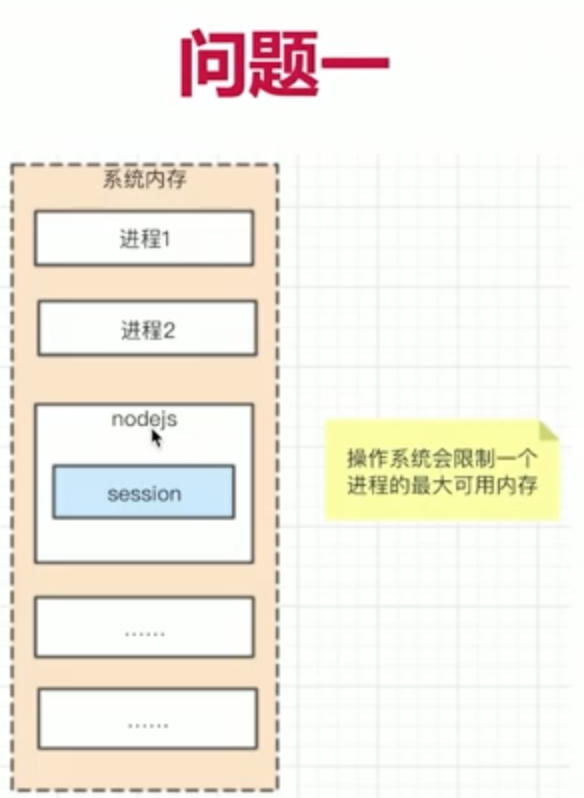 问题一
系统内存
进程1
进程2
nodejs
session
操作系统会限制一个
进程的最大可用内存
......
......